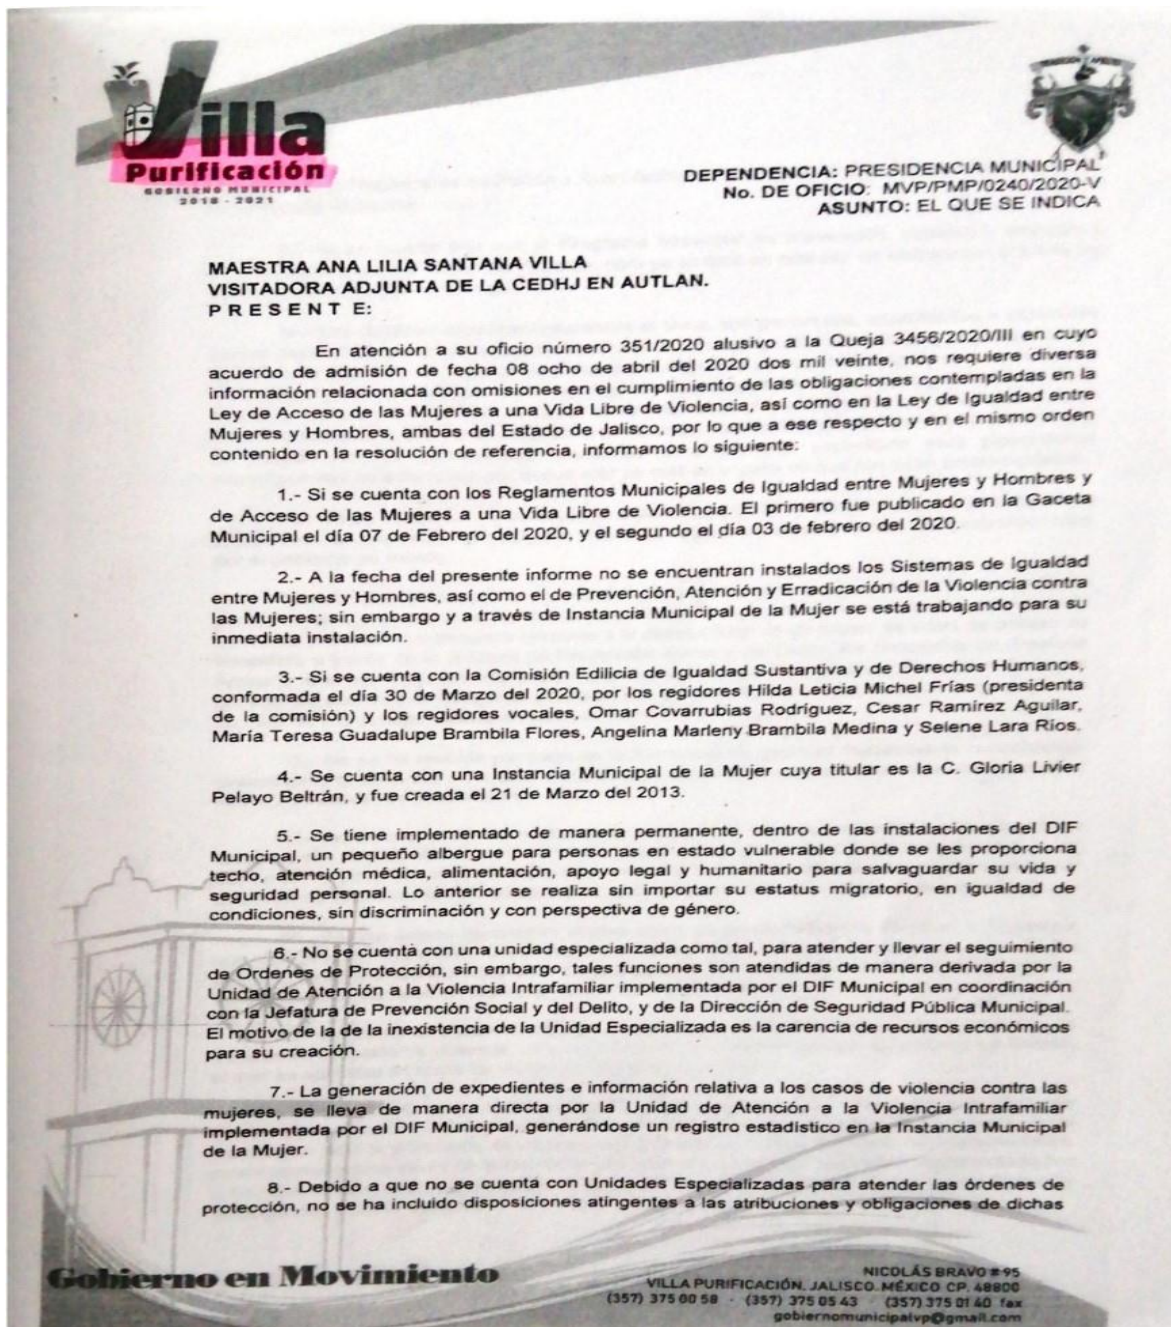 Villa
Purificación
GOBIERNO MUNICIPAL
2018 - 2021
DEPENDENCIA: PRESIDENCIA MUNICIPAL
No. DE OFICIO: MVP/PMP/0240/2020-V
ASUNTO: EL QUE SE INDICA
MAESTRA ANA LILIA SANTANA VILLA
VISITADORA ADJUNTA DE LA CEDHJ EN AUTLAN.
P R E S E N T E:
En atención a su oficio número 351/2020 alusivo a la Queja 3456/2020/III en cuyo
acuerdo de admisión de fecha 08 ocho de abril del 2020 dos mil veinte, nos requiere diversa
información relacionada con omisiones en el cumplimiento de las obligaciones contempladas en la
Ley de Acceso de las Mujeres a una Vida Libre de Violencia, así como en la Ley de Igualdad entre
Mujeres y Hombres, ambas del Estado de Jalisco, por lo que a ese respecto y en el mismo orden
contenido en la resolución de referencia, informamos lo siguiente:
1.- Si se cuenta con los Reglamentos Municipales de Igualdad entre Mujeres y Hombres y
de Acceso de las Mujeres a una Vida Libre de Violencia. El primero fue publicado en la Gaceta
Municipal el día 07 de Febrero del 2020, y el segundo el día 03 de febrero del 2020.
2.- A la fecha del presente informe no se encuentran instalados los Sistemas de Igualdad
entre Mujeres y Hombres, así como el de Prevención, Atención y Erradicación de la Violencia contra
las Mujeres; sin embargo y a través de Instancia Municipal de la Mujer se está trabajando para su
inmediata instalación.
3.- Si se cuenta con la Comisión Edilicia de Igualdad Sustantiva y de Derechos Humanos,
conformada el día 30 de Marzo del 2020, por los regidores Hilda Leticia Michel Frías (presidenta
de la comisión) y los regidores vocales, Omar Covarrubias Rodríguez, Cesar Ramírez Aguilar,
María Teresa Guadalupe Brambila Flores, Angelina Marleny Brambila Medina y Selene Lara Ríos.
4.- Se cuenta con una Instancia Municipal de la Mujer cuya titular es la C. Gloria Livier
Pelayo Beltrán, y fue creada el 21 de Marzo del 2013.
5.- Se tiene implementado de manera permanente, dentro de las instalaciones del DIF
Municipal, un pequeño albergue para personas en estado vulnerable donde se les proporciona
techo, atención médica, alimentación, apoyo legal y humanitario para salvaguardar su vida y
seguridad personal. Lo anterior se realiza sin importar su estatus migratorio, en igualdad de
condiciones, sin discriminación y con perspectiva de género.
6.- No se cuenta con una unidad especializada como tal, para atender y llevar el seguimiento
de Ordenes de Protección, sin embargo, tales funciones son atendidas de manera derivada por la
Unidad de Atención a la Violencia Intrafamiliar implementada por el DIF Municipal en coordinación
con la Jefatura de Prevención Social y del Delito, y de la Dirección de Seguridad Pública Municipal.
El motivo de la de la inexistencia de la Unidad Especializada es la carencia de recursos económicos
para su creación.
7.- La generación de expedientes e información relativa a los casos de violencia contra las
mujeres, se lleva de manera directa por la Unidad de Atención a la Violencia Intrafamiliar
implementada por el DIF Municipal, generándose un registro estadístico en la Instancia Municipal
de la Mujer.
8.- Debido a que no se cuenta con Unidades Especializadas para atender las órdenes de
protección, no se ha incluido disposiciones atingentes a las atribuciones y obligaciones de dichas
Gobierno en Movimiento
NICOLÁS BRAVO #95
VILLA PURIFICACIÓN, JALISCO. MÉXICO CP. 48800
(357) 375 00 58 - (357) 375 05 43 - (357) 375 01 40 fax
gobiernomunicipalvp@gmail.com